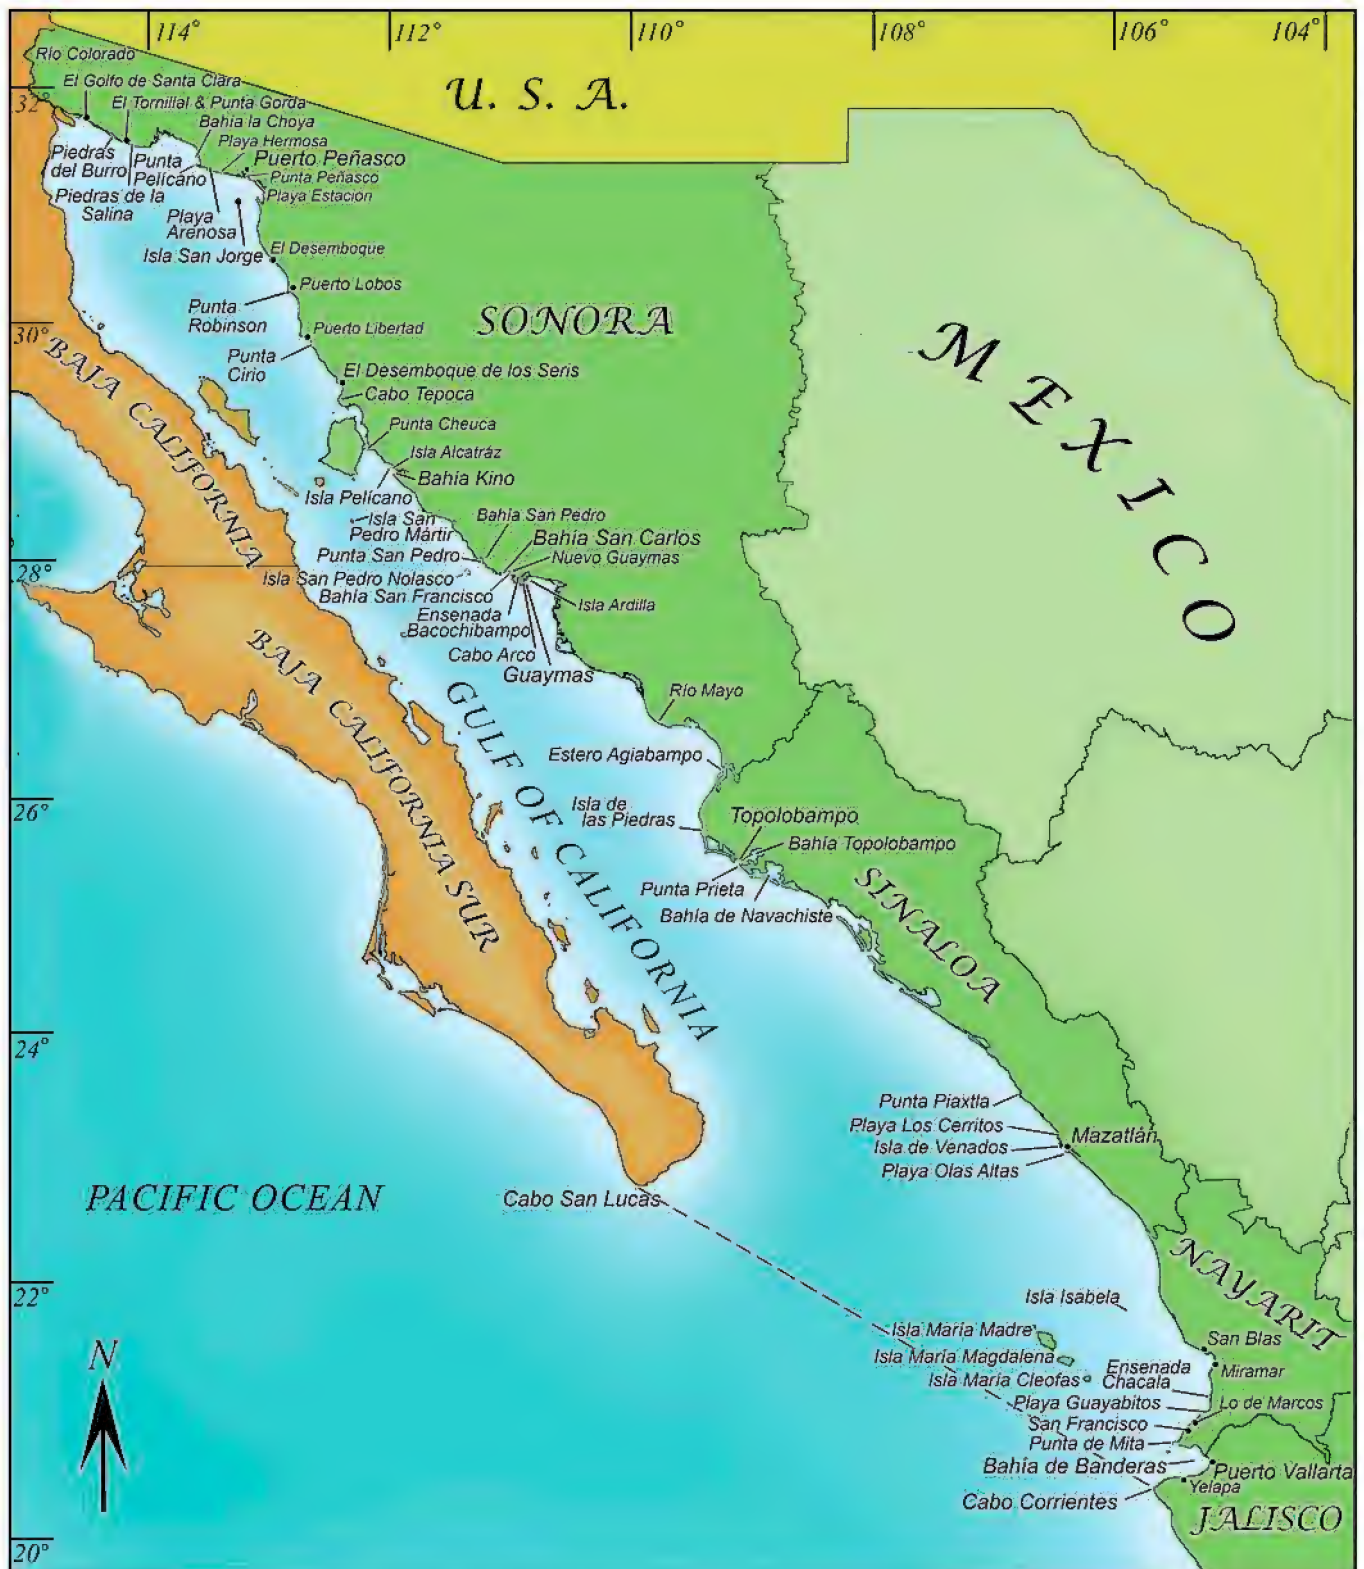 114°
112°
110°
108°
106°
104°
Río Colorado
El Golfo de Santa Clara
U. S. A.
32°
El Tornillal & Punta Gorda
Bahía la Choya
Playa Hermosa
Piedras
del Burro
Punta
Pelícano
Puerto Peñasco
Punta Peñasco
Piedras de la
Salina
Playa Estación
Playa
Arenosa
Isla San Jorge
El Desemboque
Puerto Lobos
Punta
Robinson
SONORA
30°
Puerto Libertad
Punta
Cirio
MEXICO
BAJA CALIFORNIA
El Desemboque de los Seris
Cabo Tepoca
Punta Cheuca
Isla Alcatráz
Bahía Kino
Isla Pelícano
Isla San
Pedro Mártir
Bahía San Pedro
Bahía San Carlos
Punta San Pedro
Nuevo Guaymas
28°
Isla San Pedro Nolasco
Bahía San Francisco
Isla Ardilla
Ensenada
Bacochibampo
Cabo Arco
Guaymas
BAJA CALIFORNIA SUR
GULF OF CALIFORNIA
Río Mayo
Estero Agiabampo
26°
Isla de
las Piedras
Topolobampo
Bahía Topolobampo
Punta Prieta
Bahía de Navachiste
SINALOA
24°
Punta Piaxtla
Playa Los Cerritos
Mazatlán
Isla de Venados
Playa Olas Altas
PACIFIC OCEAN
Cabo San Lucas
NAYARIT
22°
Isla Isabela
Isla María Madre
San Blas
Isla María Magdalena
Ensenada
Chacala
Miramar
Isla María Cleofas
Playa Guayabitos
Lo de Marcos
San Francisco
Punta de Mita
Bahía de Banderas
Puerto Vallarta
Yelapa
Cabo Corrientes
JALISCO
N
20°